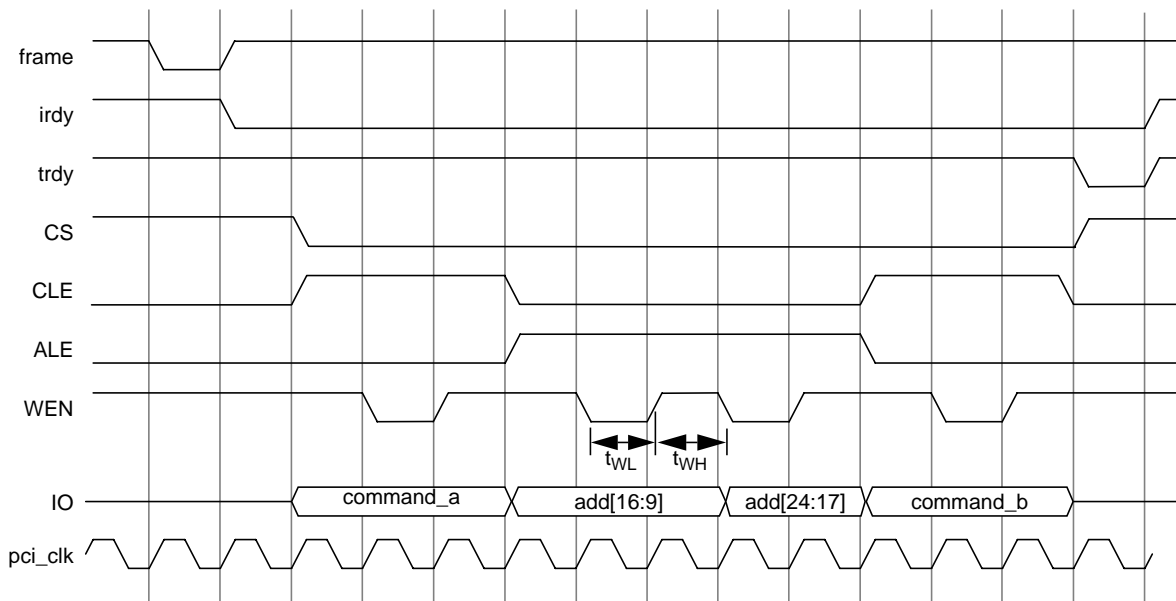 frame
irdy
trdy
CS
CLE
ALE
WEN
tWL tWH
IO command_a add[16:9] add[24:17] command_b
pci_clk